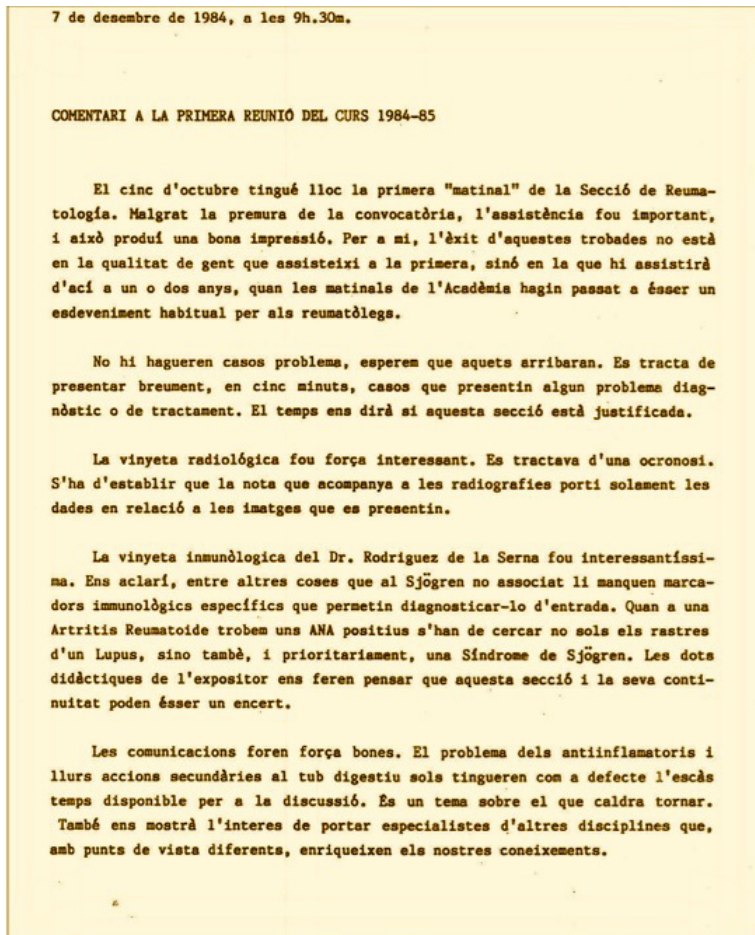 7 de desembre de 1984, a les 9h.30m.
COMENTARI A LA PRIMERA REUNIÓ DEL CURS 1984-85
El cinc d'octubre tingué lloc la primera "matinal" de la Secció de Reuma-
tología. Malgrat la premura de la convocatòria, l'assistència fou important,
i això produí una bona impressió. Per a mi, l'èxit d'aquestes trobades no està
en la qualitat de gent que assisteixi a la primera, sinó en la que hi assistirà
d'ací a un o dos anys, quan les matinals de l'Acadèmia hagin passat a ésser un
esdeveniment habitual per als reumatòlegs.
No hi hagueren casos problema, esperem que aquets arribaran. Es tracta de
presentar breument, en cinc minuts, casos que presentin algun problema diag-
nòstic o de tractament. El temps ens dirà si aquesta secció està justificada.
La vinyeta radiológica fou força interessant. Es tractava d'una ocronosi.
S'ha d'establir que la nota que acompanya a les radiografies porti solament les
dades en relació a les imatges que es presentin.
La vinyeta inmunòlogica del Dr. Rodriguez de la Serna fou interessantíssi-
ma. Ens aclarí, entre altres coses que al Sjögren no associat li manquen marca-
dors immunològics específics que permetin diagnosticar-lo d'entrada. Quan a una
Artritis Reumatoide trobem uns ANA positius s'han de cercar no sols els rastres
d'un Lupus, sino també, i prioritariament, una Síndrome de Sjögren. Les dots
didàctiques de l'expositor ens feren pensar que aquesta secció i la seva conti-
nuitat poden ésser un encert.
Les comunicacions foren força bones. El problema dels antiinflamatoris i
llurs accions secundàries al tub digestiu sols tingueren com a defecte l'escàs
temps disponible per a la discussió. És un tema sobre el que caldra tornar.
També ens mostrà l'interes de portar especialistes d'altres disciplines que,
amb punts de vista diferents, enriqueixen els nostres coneixements.